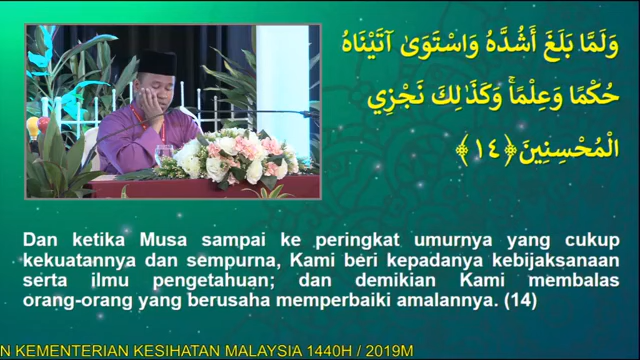 وَلَمَّا بَلَغَ أَشُدَّهُ وَاسْتَوَىٰ آتَيْنَاهُ
حُكْمًا وَعِلْمًا ۚ وَكَذَٰلِكَ نَجْزِي
الْمُحْسِنِينَ ﴿١٤﴾
Dan ketika Musa sampai ke peringkat umurnya yang cukup
kekuatannya dan sempurna, Kami beri kepadanya kebijaksanaan
serta ilmu pengetahuan; dan demikian Kami membalas
orang-orang yang berusaha memperbaiki amalannya. (14)
N KEMENTERIAN KESIHATAN MALAYSIA 1440H / 2019M